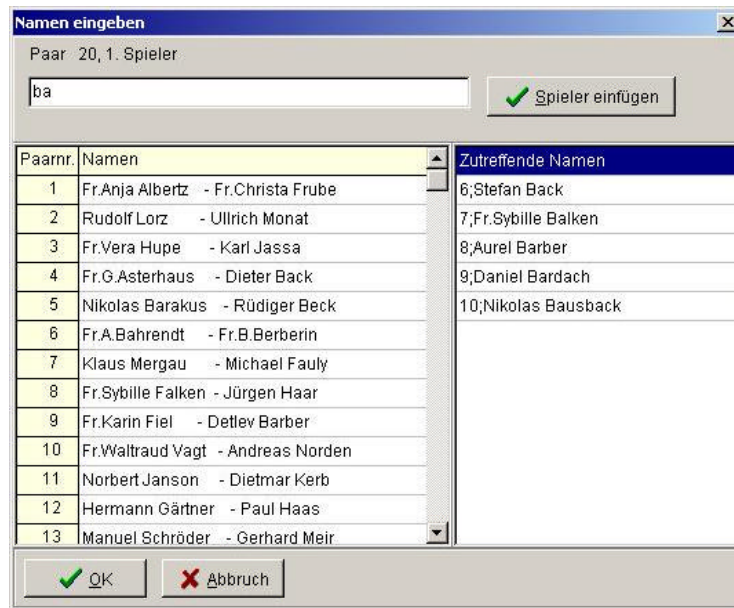 Namen eingeben
Paar 20, 1. Spieler
ba
Spieler einfügen
Paarnr. Namen
1 Fr.Anja Albertz - Fr.Christa Frube
2 Rudolf Lorz - Ullrich Monat
3 Fr.Vera Hupe - Karl Jassa
4 Fr.G.Asterhaus - Dieter Back
5 Nikolas Barakus - Rüdiger Beck
6 Fr.A.Bahrendt - Fr.B.Berberin
7 Klaus Mergau - Michael Fauly
8 Fr.Sybille Falken - Jürgen Haar
9 Fr.Karin Fiel - Detlev Barber
10 Fr.Waltraud Vagt - Andreas Norden
11 Norbert Janson - Dietmar Kerb
12 Hermann Gärtner - Paul Haas
13 Manuel Schröder - Gerhard Meir
Zutreffende Namen
6;Stefan Back
7;Fr.Sybille Balken
8;Aurel Barber
9;Daniel Bardach
10;Nikolas Bausback
OK
Abbruch